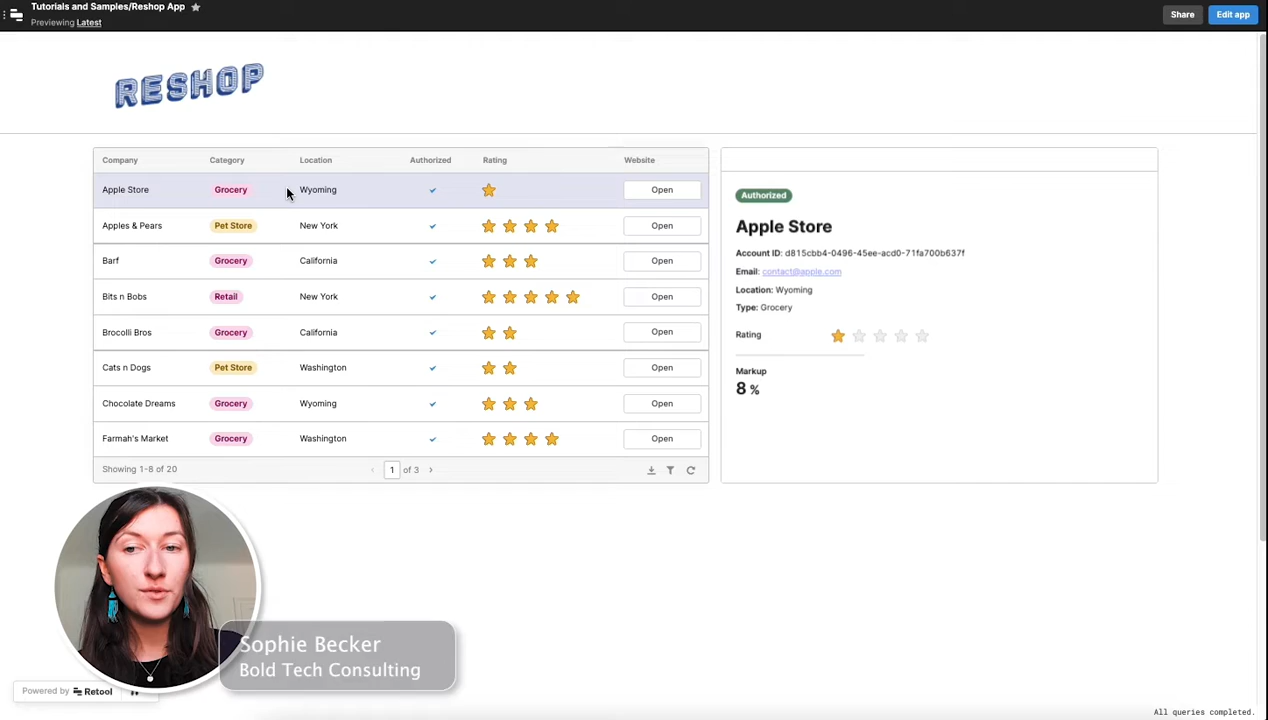 Tutorials and Samples/Reshop App
Previewing Latest
Share
Edit app
RESHOP
Company Category Location Authorized Rating Website
Apple Store Grocery Wyoming Open
Apples & Pears Pet Store New York Open
Barf Grocery California Open
Bits n Bobs Retail New York Open
Brocolli Bros Grocery California Open
Cats n Dogs Pet Store Washington Open
Chocolate Dreams Grocery Wyoming Open
Farmah's Market Grocery Washington Open
Showing 1-8 of 20 1 of 3
Authorized
Apple Store
Account ID: d815cbb4-0496-45ee-acd0-71fa700b637f
Email: contact@apple.com
Location: Wyoming
Type: Grocery
Rating
Markup
8 %
Sophie Becker
Bold Tech Consulting
Powered by Retool
All queries completed.